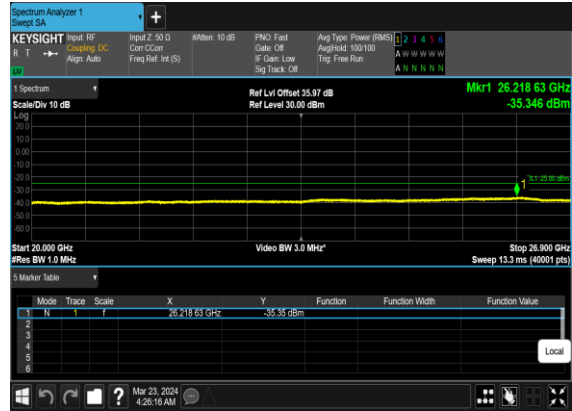 Spectrum Analyzer 1
Swept SA
+
KEYSIGHT Input: RF Input Z: 50 Ω #Atten: 10 dB PNO: Fast Avg Type: Power (RMS) 1 2 3 4 5 6
R T Coupling: DC Corr CCorr Gate: Off Avg|Hold: 100/100 A W W W W W
Align: Auto Freq Ref: Int (S) IF Gain: Low Trig: Free Run
Sig Track: Off A N N N N N
1 Spectrum Ref Lvl Offset 35.97 dB Mkr1 26.218 63 GHz
Scale/Div 10 dB Ref Level 30.00 dBm -35.346 dBm
Log
20.0
10.0
0.00
-10.0
-20.0
-30.0
-40.0
-50.0
-60.0
1
Start 20.000 GHz Video BW 3.0 MHz* Stop 26.900 GHz
#Res BW 1.0 MHz Sweep 13.3 ms (40001 pts)
5 Marker Table
Mode Trace Scale X Y Function Function Width Function Value
1 N 1 f 26.218 63 GHz -35.35 dBm
2
3
4
5
6
Local
? Mar 23, 2024
4:26:16 AM